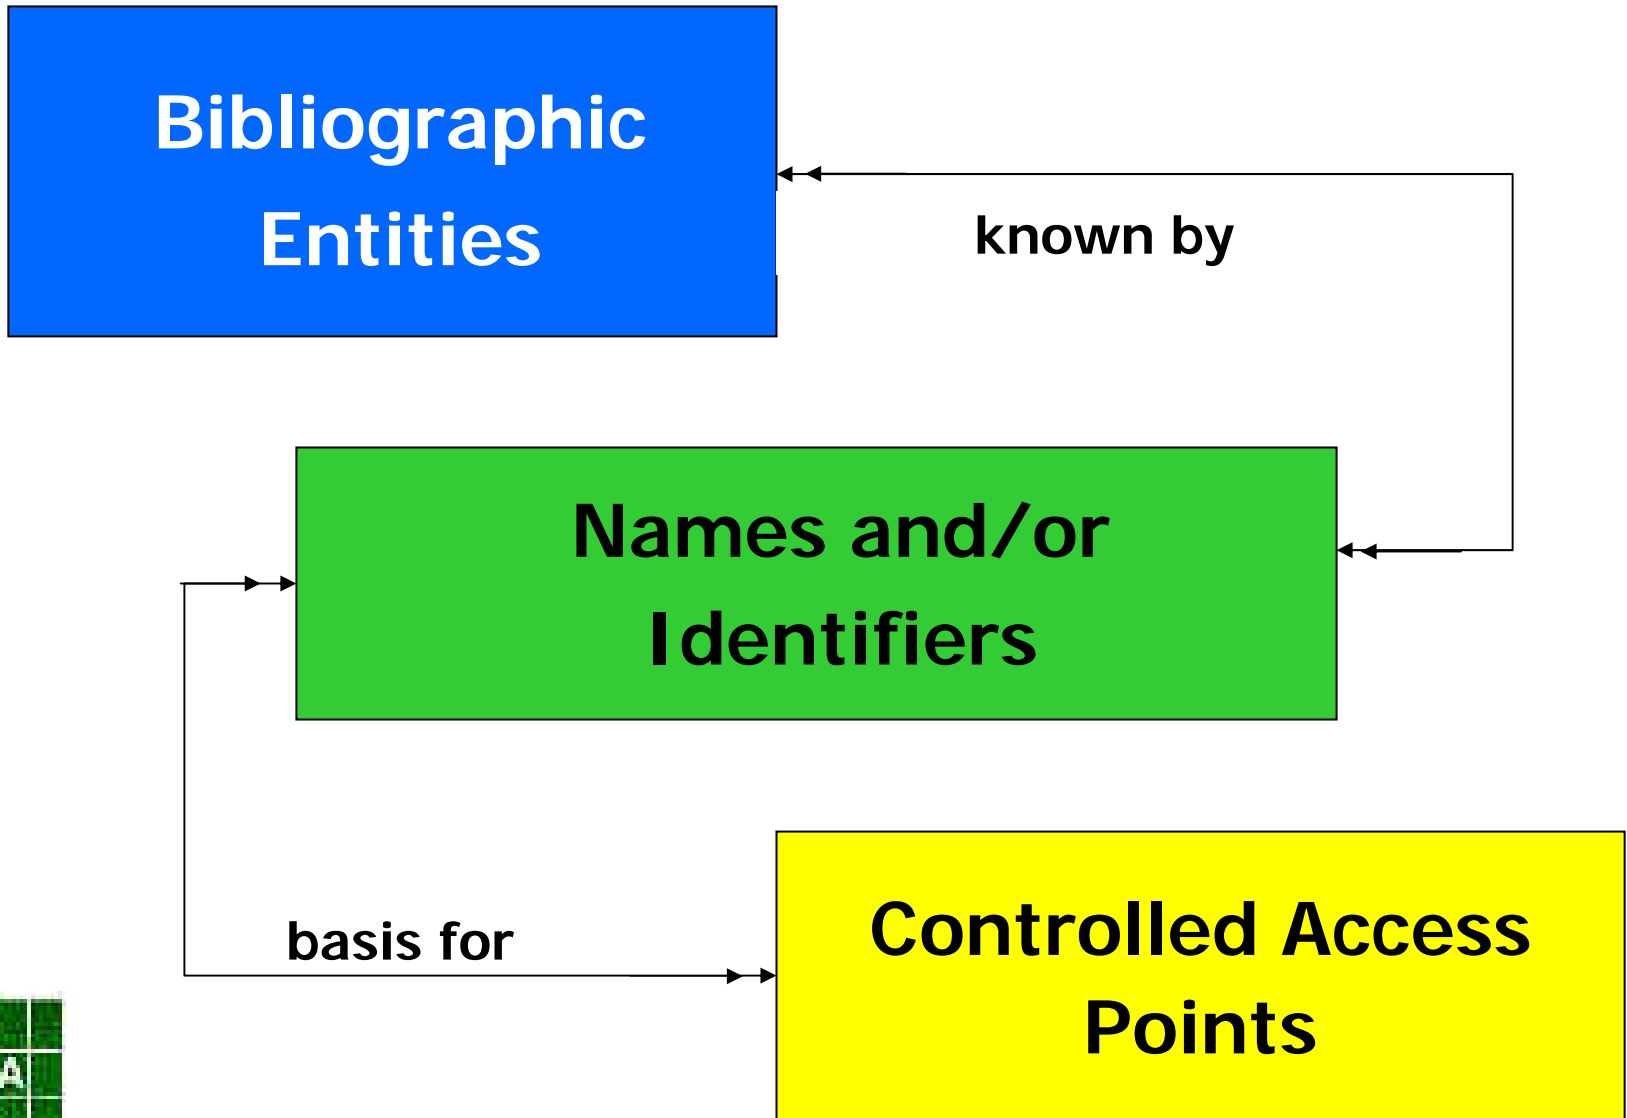 Bibliographic
Entities
known by
Names and/or
Identifiers
basis for
Controlled Access
Points
A